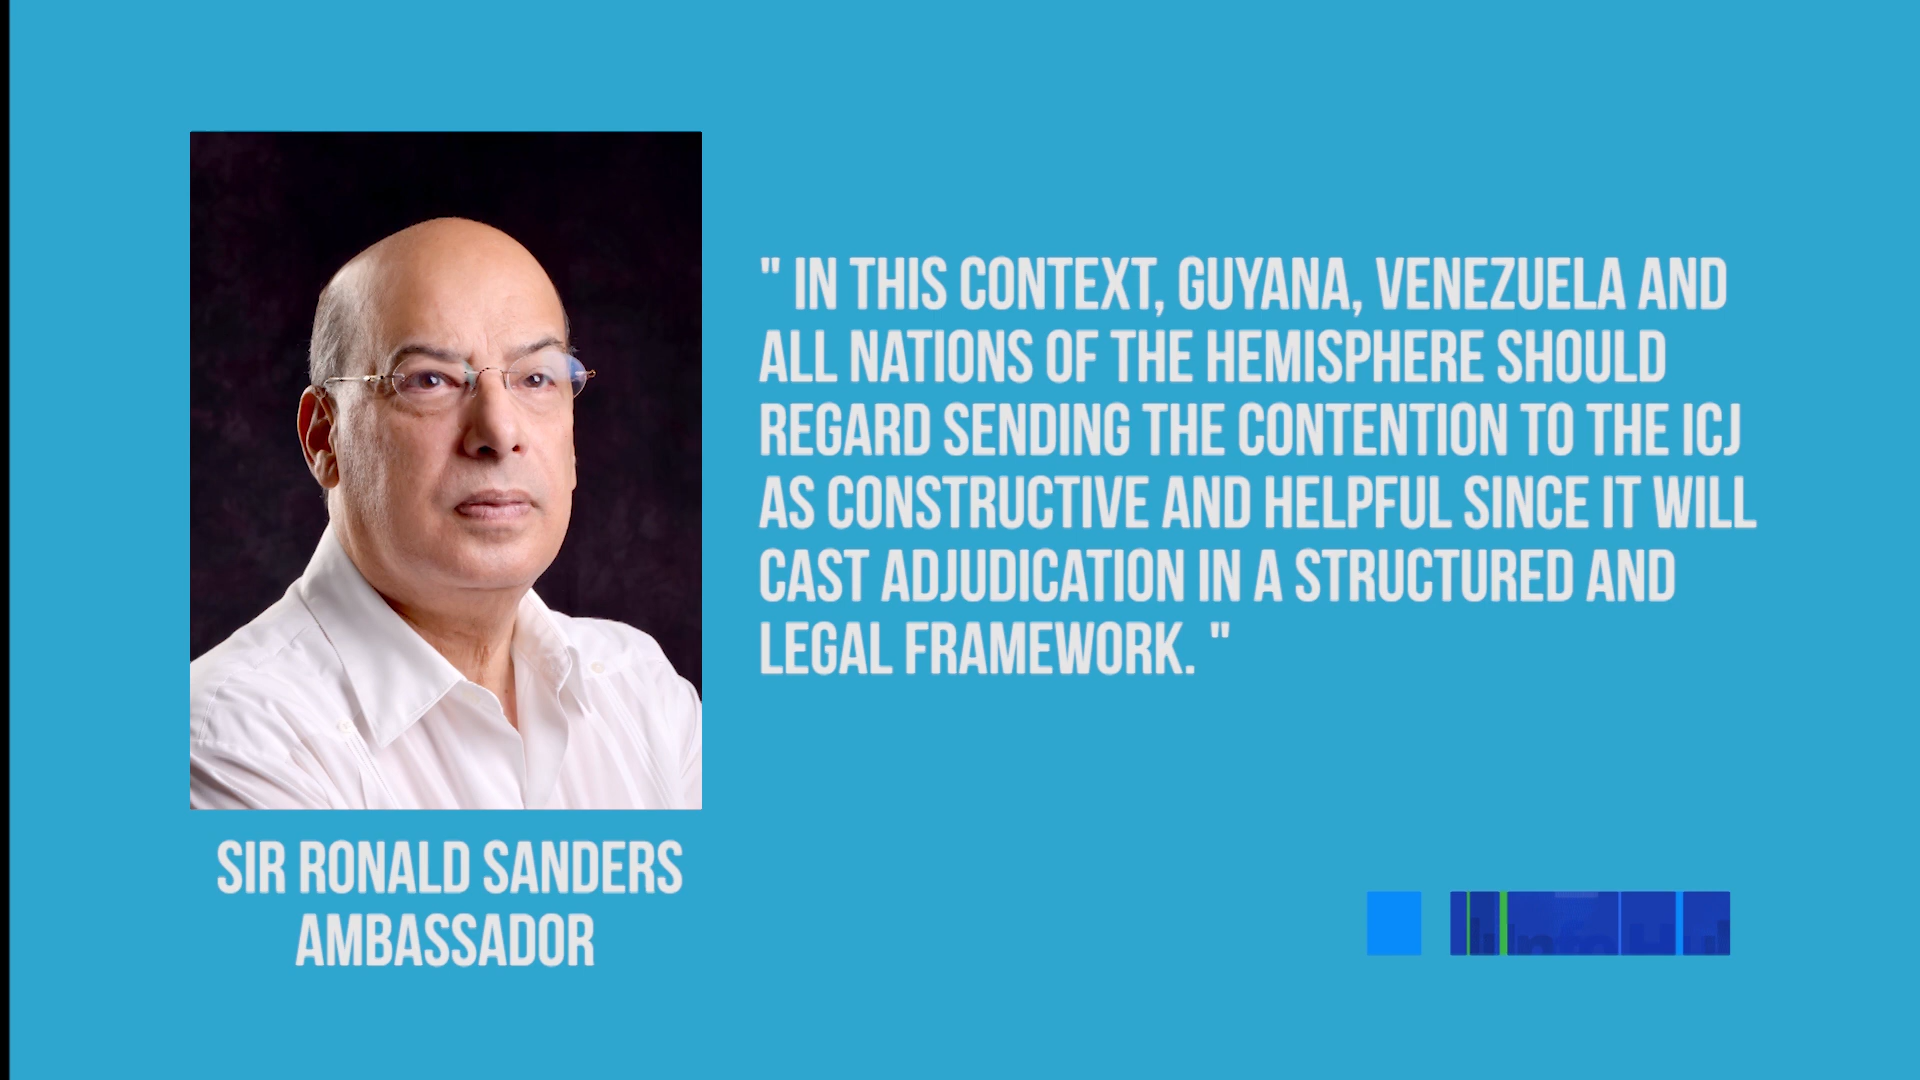 " IN THIS CONTEXT, GUYANA, VENEZUELA AND
ALL NATIONS OF THE HEMISPHERE SHOULD
REGARD SENDING THE CONTENTION TO THE ICJ
AS CONSTRUCTIVE AND HELPFUL SINCE IT WILL
CAST ADJUDICATION IN A STRUCTURED AND
LEGAL FRAMEWORK. "
SIR RONALD SANDERS
AMBASSADOR